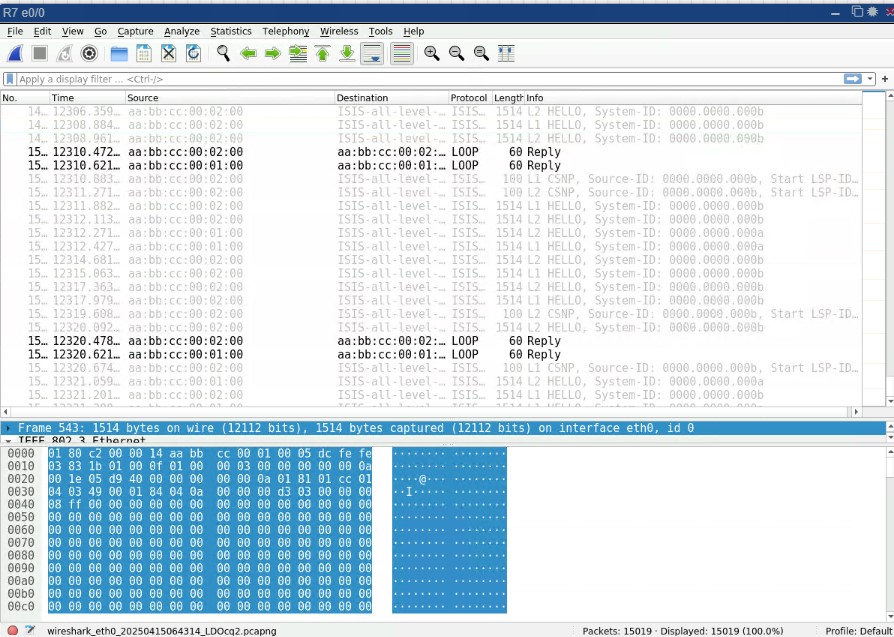 R7 e0/0
File Edit View Go Capture Analyze Statistics Telephony Wireless Tools Help
Apply a display filter ... <Ctrl-/>
No. Time Source Destination Protocol Length Info
14… 12306.359… aa:bb:cc:00:02:00 ISIS-all-level-… ISIS… 1514 L2 HELLO, System-ID: 0000.0000.000b
14… 12308.884… aa:bb:cc:00:02:00 ISIS-all-level-… ISIS… 1514 L1 HELLO, System-ID: 0000.0000.000b
14… 12308.961… aa:bb:cc:00:02:00 ISIS-all-level-… ISIS… 1514 L2 HELLO, System-ID: 0000.0000.000b
15… 12310.472… aa:bb:cc:00:02:00 aa:bb:cc:00:02:… LOOP 60 Reply
15… 12310.621… aa:bb:cc:00:01:00 aa:bb:cc:00:01:… LOOP 60 Reply
15… 12310.883… aa:bb:cc:00:02:00 ISIS-all-level-… ISIS… 100 L1 CSNP, Source-ID: 0000.0000.000b, Start LSP-ID…
15… 12311.271… aa:bb:cc:00:02:00 ISIS-all-level-… ISIS… 100 L2 CSNP, Source-ID: 0000.0000.000b, Start LSP-ID…
15… 12311.882… aa:bb:cc:00:02:00 ISIS-all-level-… ISIS… 1514 L1 HELLO, System-ID: 0000.0000.000b
15… 12312.113… aa:bb:cc:00:02:00 ISIS-all-level-… ISIS… 1514 L2 HELLO, System-ID: 0000.0000.000b
15… 12312.271… aa:bb:cc:00:01:00 ISIS-all-level-… ISIS… 1514 L2 HELLO, System-ID: 0000.0000.000a
15… 12312.427… aa:bb:cc:00:01:00 ISIS-all-level-… ISIS… 1514 L1 HELLO, System-ID: 0000.0000.000a
15… 12314.681… aa:bb:cc:00:02:00 ISIS-all-level-… ISIS… 1514 L2 HELLO, System-ID: 0000.0000.000b
15… 12315.063… aa:bb:cc:00:02:00 ISIS-all-level-… ISIS… 1514 L1 HELLO, System-ID: 0000.0000.000b
15… 12317.363… aa:bb:cc:00:02:00 ISIS-all-level-… ISIS… 1514 L2 HELLO, System-ID: 0000.0000.000b
15… 12317.979… aa:bb:cc:00:02:00 ISIS-all-level-… ISIS… 1514 L1 HELLO, System-ID: 0000.0000.000b
15… 12319.608… aa:bb:cc:00:02:00 ISIS-all-level-… ISIS… 100 L2 CSNP, Source-ID: 0000.0000.000b, Start LSP-ID…
15… 12320.092… aa:bb:cc:00:02:00 ISIS-all-level-… ISIS… 1514 L2 HELLO, System-ID: 0000.0000.000b
15… 12320.478… aa:bb:cc:00:02:00 aa:bb:cc:00:02:… LOOP 60 Reply
15… 12320.621… aa:bb:cc:00:01:00 aa:bb:cc:00:01:… LOOP 60 Reply
15… 12320.674… aa:bb:cc:00:02:00 ISIS-all-level-… ISIS… 100 L1 CSNP, Source-ID: 0000.0000.000b, Start LSP-ID…
15… 12321.059… aa:bb:cc:00:01:00 ISIS-all-level-… ISIS… 1514 L2 HELLO, System-ID: 0000.0000.000a
15… 12321.201… aa:bb:cc:00:02:00 ISIS-all-level-… ISIS… 1514 L1 HELLO, System-ID: 0000.0000.000b
Frame 543: 1514 bytes on wire (12112 bits), 1514 bytes captured (12112 bits) on interface eth0, id 0
IEEE 802.3 Ethernet
0000 01 80 c2 00 00 14 aa bb cc 00 01 00 05 dc fe fe ········ ········
0010 03 83 1b 01 00 0f 01 00 00 03 00 00 00 00 00 0a ········ ········
0020 00 1e 05 d9 40 00 00 00 00 00 0a 01 81 01 cc 01 ····@··· ········
0030 04 03 49 00 01 84 04 0a 00 00 00 d3 03 00 00 00 ··I····· ········
0040 08 ff 00 00 00 00 00 00 00 00 00 00 00 00 00 00 ········ ········
0050 00 00 00 00 00 00 00 00 00 00 00 00 00 00 00 00 ········ ········
0060 00 00 00 00 00 00 00 00 00 00 00 00 00 00 00 00 ········ ········
0070 00 00 00 00 00 00 00 00 00 00 00 00 00 00 00 00 ········ ········
0080 00 00 00 00 00 00 00 00 00 00 00 00 00 00 00 00 ········ ········
0090 00 00 00 00 00 00 00 00 00 00 00 00 00 00 00 00 ········ ········
00a0 00 00 00 00 00 00 00 00 00 00 00 00 00 00 00 00 ········ ········
00b0 00 00 00 00 00 00 00 00 00 00 00 00 00 00 00 00 ········ ········
00c0 00 00 00 00 00 00 00 00 00 00 00 00 00 00 00 00 ········ ········
wireshark_eth0_20250415064314_LDOcq2.pcapng Packets: 15019 · Displayed: 15019 (100.0%) Profile: Default